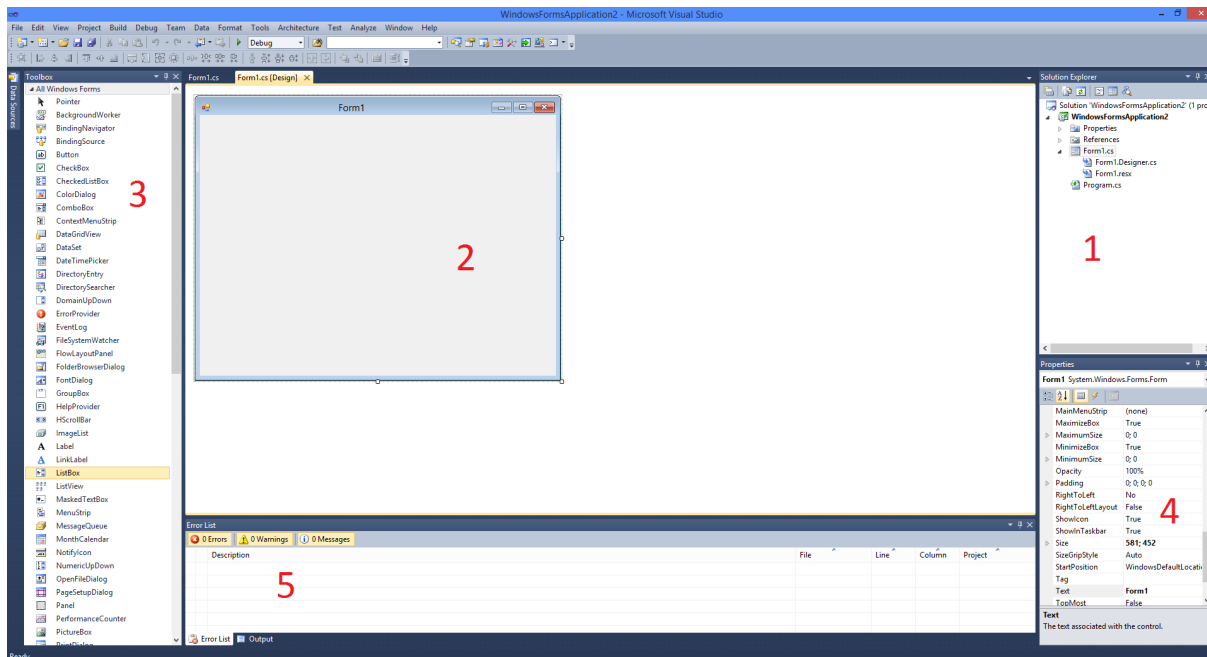 WindowsFormsApplication2 - Microsoft Visual Studio
File Edit View Project Build Debug Team Data Format Tools Architecture Test Analyze Window Help
Debug
Data Sources
Toolbox
All Windows Forms
Pointer
BackgroundWorker
BindingNavigator
BindingSource
Button
CheckBox
CheckedListBox
ColorDialog
ComboBox
ContextMenuStrip
DataGridView
DataSet
DateTimePicker
DirectoryEntry
DirectorySearcher
DomainUpDown
ErrorProvider
EventLog
FileSystemWatcher
FlowLayoutPanel
FolderBrowserDialog
FontDialog
GroupBox
HelpProvider
HScrollBar
ImageList
Label
LinkLabel
ListBox
ListView
MaskedTextBox
MenuStrip
MessageQueue
MonthCalendar
NotifyIcon
NumericUpDown
OpenFileDialog
PageSetupDialog
Panel
PerformanceCounter
PictureBox
PrintDialog
3
Form1.cs Form1.cs [Design]
Form1
2
Error List
0 Errors 0 Warnings 0 Messages
Description File Line Column Project
5
Error List Output
Solution Explorer
Solution 'WindowsFormsApplication2' (1 pro
WindowsFormsApplication2
Properties
References
Form1.cs
Form1.Designer.cs
Form1.resx
Program.cs
1
Properties
Form1 System.Windows.Forms.Form
MainMenuStrip (none)
MaximizeBox True
MaximumSize 0; 0
MinimizeBox True
MinimumSize 0; 0
Opacity 100%
Padding 0; 0; 0; 0
RightToLeft No
RightToLeftLayout False
ShowIcon True
ShowInTaskbar True
Size 581; 452
SizeGripStyle Auto
StartPosition WindowsDefaultLocatio
Tag
Text Form1
TopMost False
4
Text
The text associated with the control.
Ready